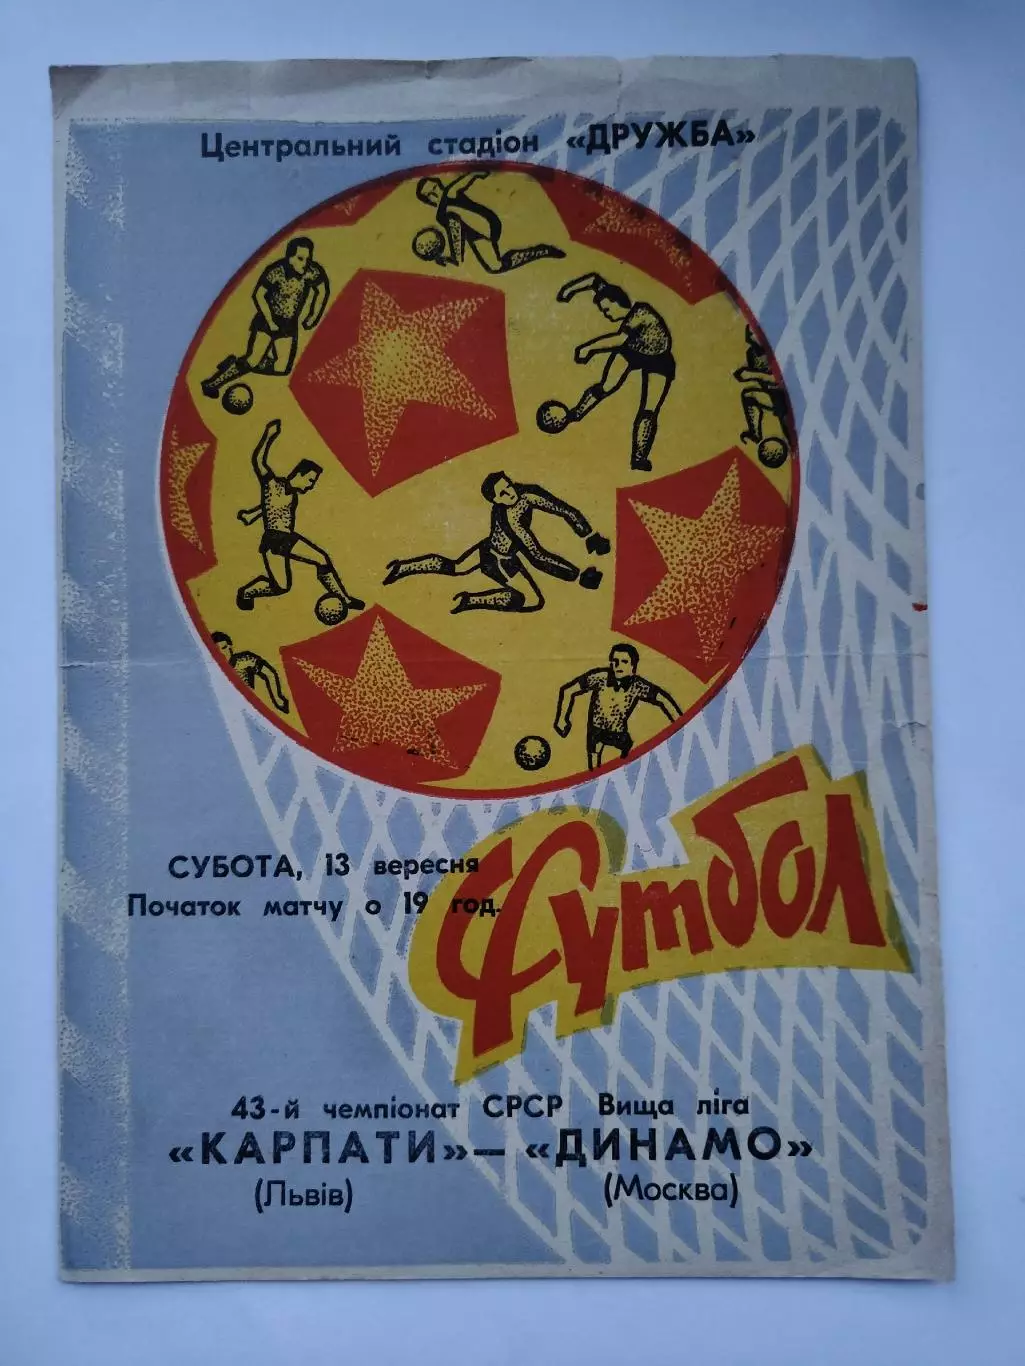 Центральний стадіон «ДРУЖБА»
СУБОТА, 13 вересня
Початок матчу о 19 год.
Футбол
43-й чемпіонат СРСР Вища ліга
«КАРПАТИ» — «ДИНАМО»
(Львів) (Москва)